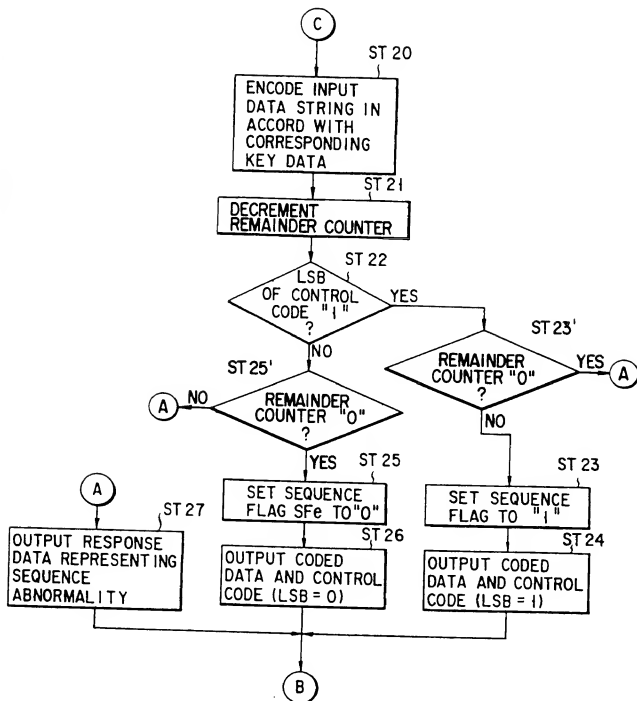 C
ST 20
ENCODE INPUT
DATA STRING IN
ACCORD WITH
CORRESPONDING
KEY DATA
ST 21
DECREMENT
REMAINDER COUNTER
ST 22
LSB
OF CONTROL
CODE "1"
?
YES
NO
ST 23'
REMAINDER
COUNTER "0"
?
YES
A
NO
ST 25'
REMAINDER
COUNTER "0"
?
NO
A
YES
ST 25
SET SEQUENCE
FLAG SFe TO "0"
ST 23
SET SEQUENCE
FLAG TO "1"
A
ST 27
OUTPUT RESPONSE
DATA REPRESENTING
SEQUENCE
ABNORMALITY
ST 26
OUTPUT CODED
DATA AND CONTROL
CODE (LSB = 0)
ST 24
OUTPUT CODED
DATA AND CONTROL
CODE (LSB = 1)
B